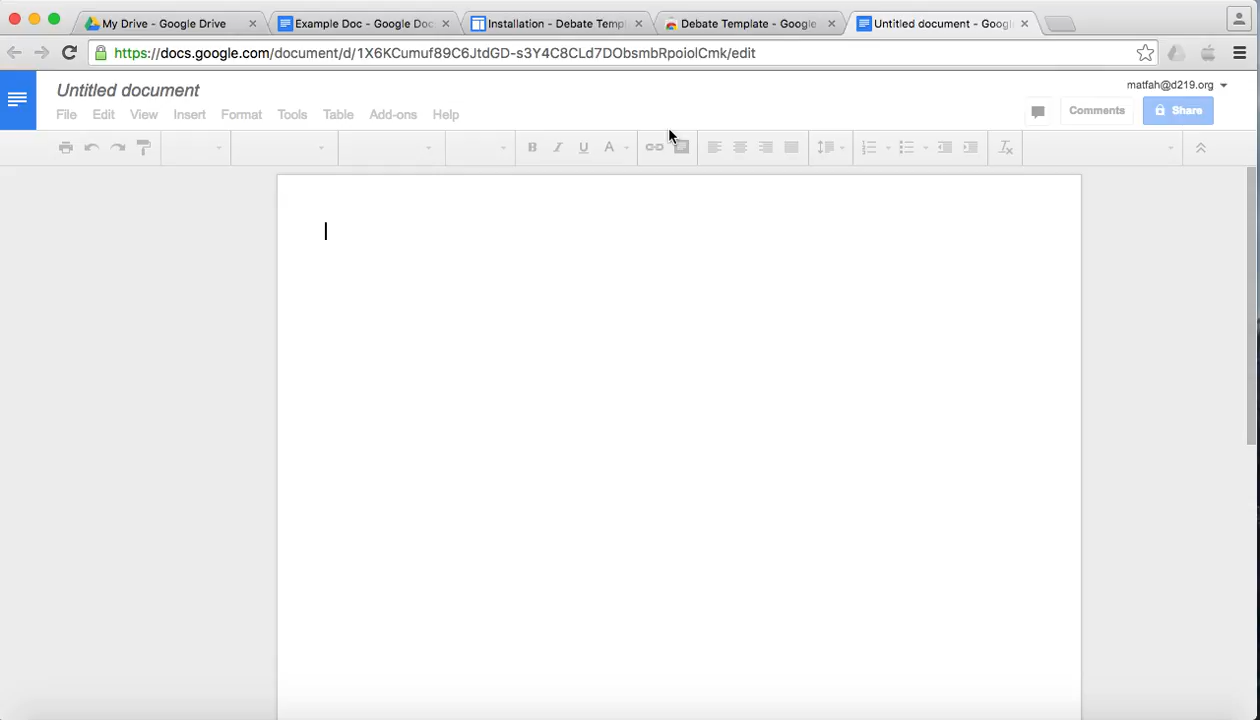 My Drive - Google Drive
Example Doc - Google Doc
Installation - Debate Templ
Debate Template - Google
Untitled document - Googl
https://docs.google.com/document/d/1X6KCumuf89C6JtdGD-s3Y4C8CLd7DObsmbRpoiolCmk/edit
Untitled document
matfah@d219.org
File Edit View Insert Format Tools Table Add-ons Help
Comments
Share
B I U A